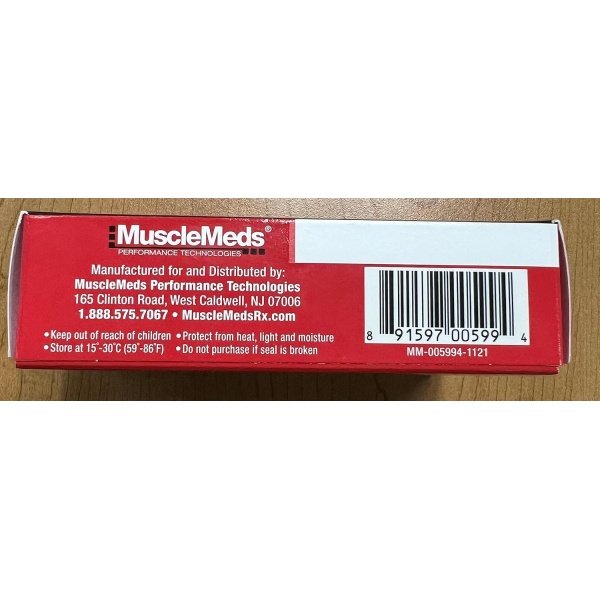 MuscleMeds®
PERFORMANCE TECHNOLOGIES
Manufactured for and Distributed by:
MuscleMeds Performance Technologies
165 Clinton Road, West Caldwell, NJ 07006
1.888.575.7067 • MuscleMedsRx.com
• Keep out of reach of children • Protect from heat, light and moisture
• Store at 15˚-30˚C (59˚-86˚F) • Do not purchase if seal is broken
8 91597 00599 4
MM-005994-1121